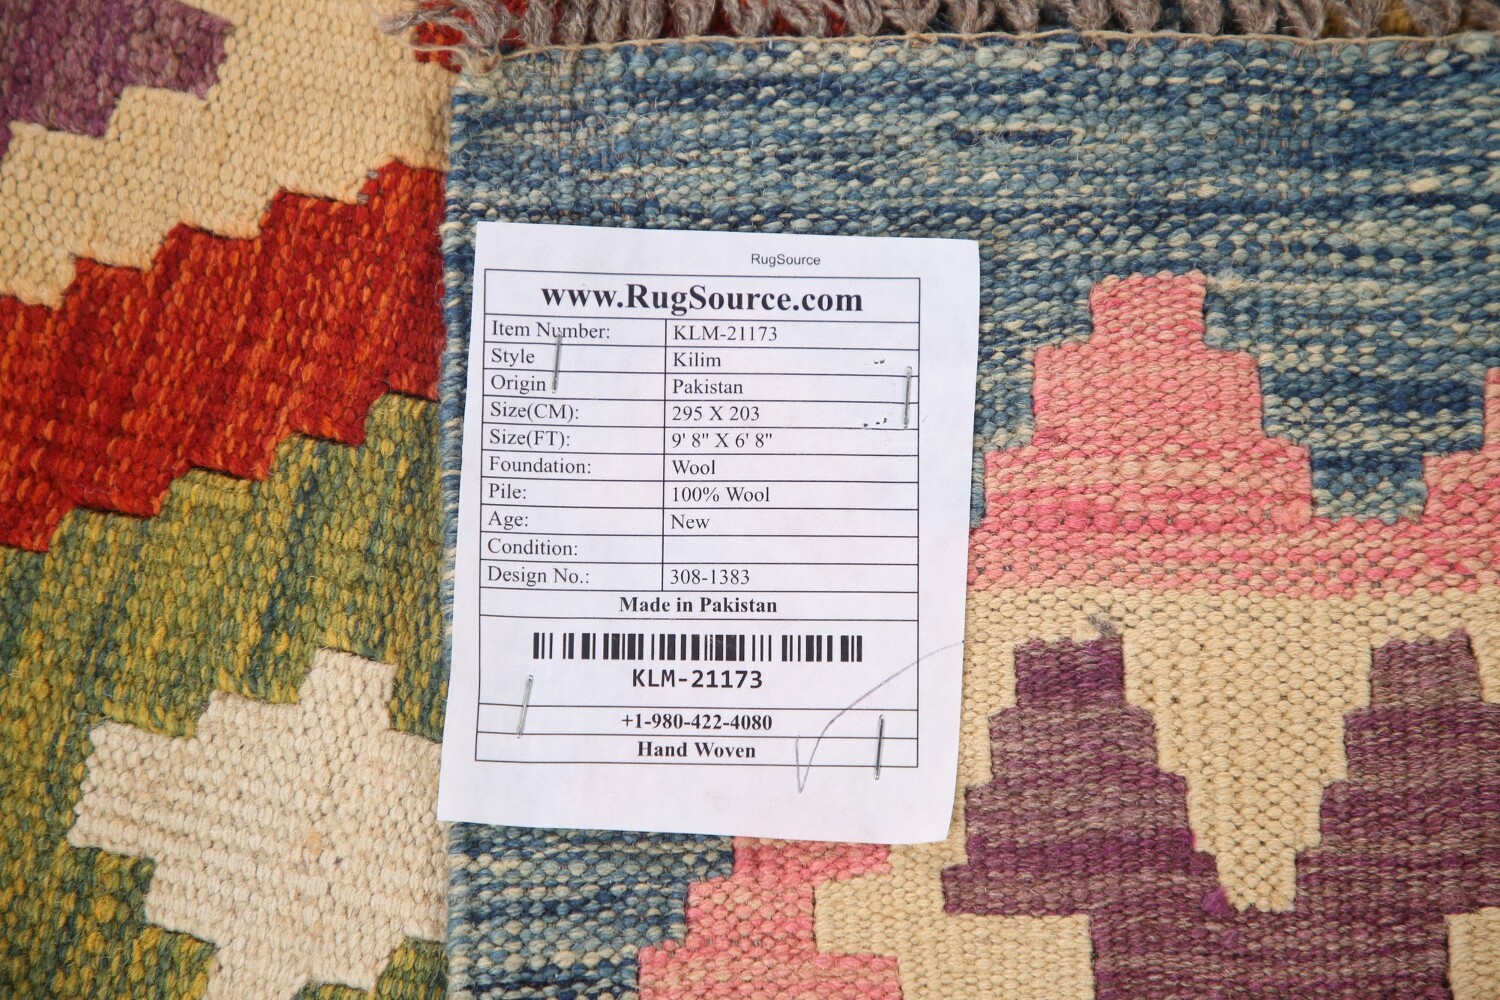 RugSource
www.RugSource.com
Item Number: KLM-21173
Style Kilim
Origin Pakistan
Size(CM): 295 X 203
Size(FT): 9' 8" X 6' 8"
Foundation: Wool
Pile: 100% Wool
Age: New
Condition:
Design No.: 308-1383
Made in Pakistan
KLM-21173
+1-980-422-4080
Hand Woven